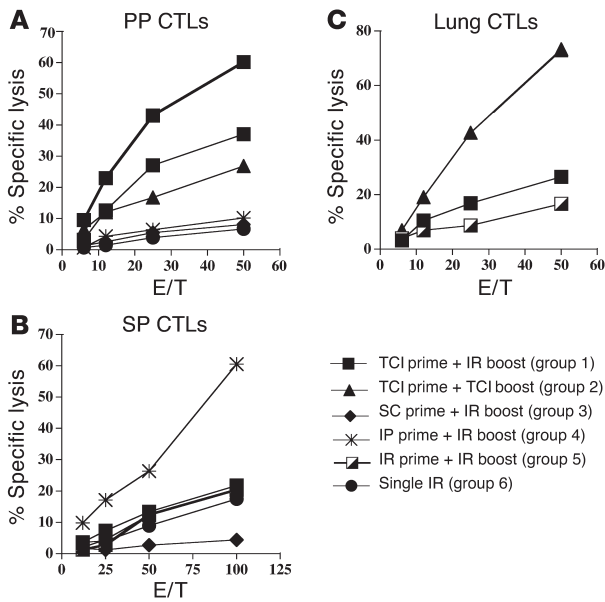 A
PP CTLs
70
60
50
40
30
20
10
0
% Specific lysis
0 10 20 30 40 50 60
E/T
C
Lung CTLs
80
60
40
20
0
% Specific lysis
0 10 20 30 40 50 60
E/T
B
SP CTLs
70
60
50
40
30
20
10
0
% Specific lysis
0 25 50 75 100 125
E/T
TCI prime + IR boost (group 1)
TCI prime + TCI boost (group 2)
SC prime + IR boost (group 3)
IP prime + IR boost (group 4)
IR prime + IR boost (group 5)
Single IR (group 6)